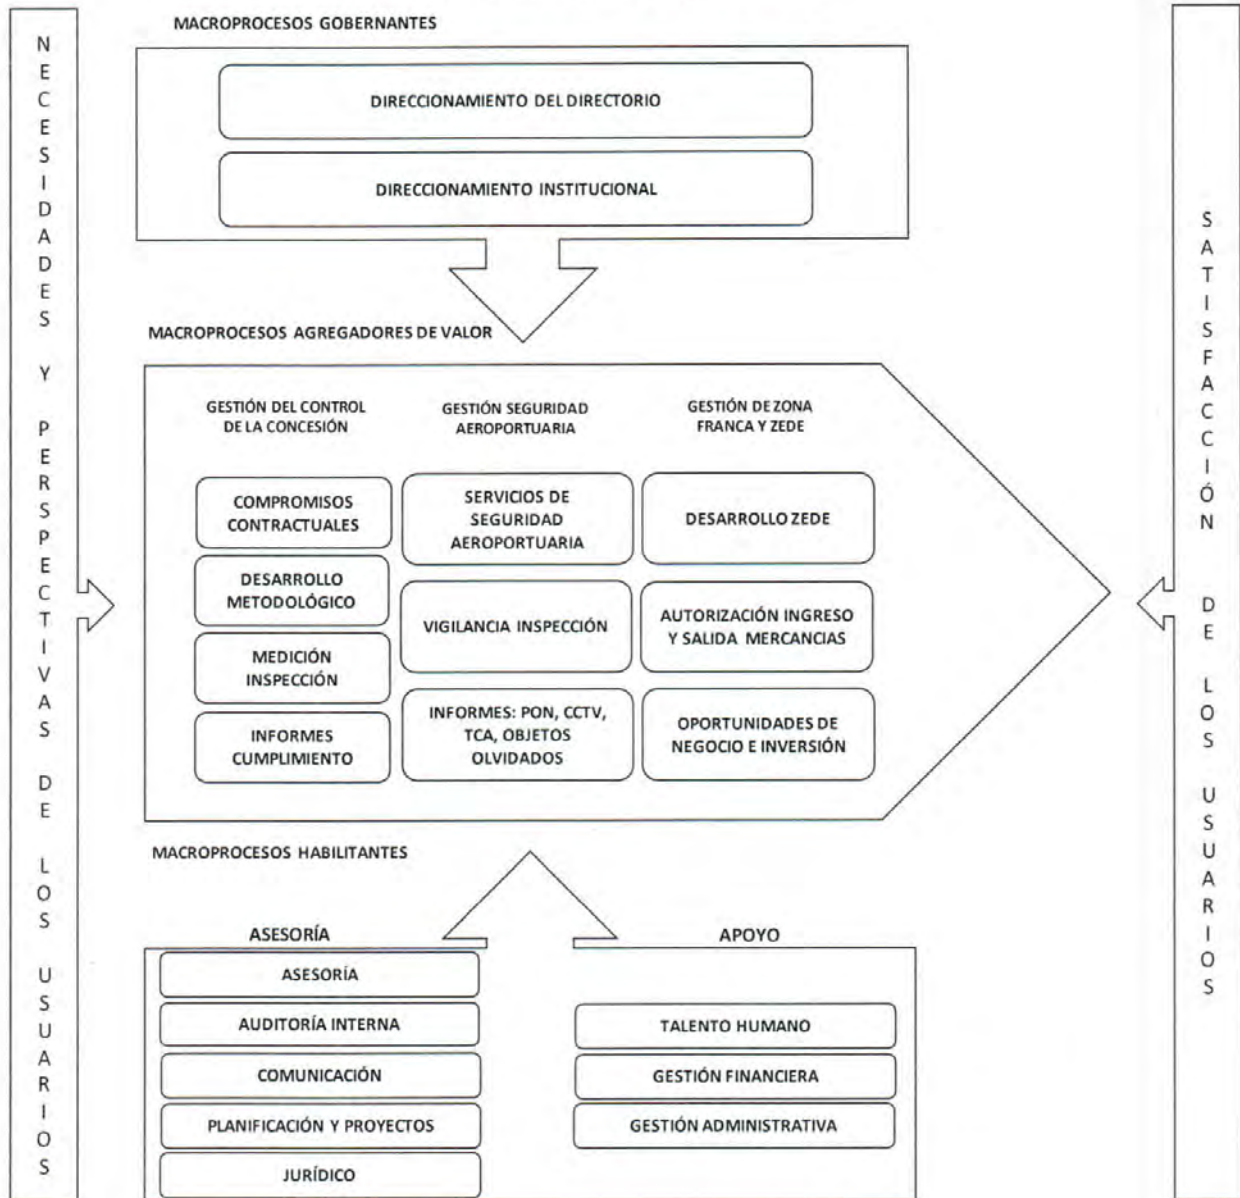 NECESIDADES Y PERSPECTIVAS DE LOS USUARIOS
MACROPROCESOS GOBERNANTES
DIRECCIONAMIENTO DEL DIRECTORIO
DIRECCIONAMIENTO INSTITUCIONAL
MACROPROCESOS AGREGADORES DE VALOR
GESTIÓN DEL CONTROL
DE LA CONCESIÓN
COMPROMISOS
CONTRACTUALES
DESARROLLO
METODOLÓGICO
MEDICIÓN
INSPECCIÓN
INFORMES
CUMPLIMIENTO
GESTIÓN SEGURIDAD
AEROPORTUARIA
SERVICIOS DE
SEGURIDAD
AEROPORTUARIA
VIGILANCIA INSPECCIÓN
INFORMES: PON, CCTV,
TCA, OBJETOS
OLVIDADOS
GESTIÓN DE ZONA
FRANCA Y ZEDE
DESARROLLO ZEDE
AUTORIZACIÓN INGRESO
Y SALIDA MERCANCIAS
OPORTUNIDADES DE
NEGOCIO E INVERSIÓN
MACROPROCESOS HABILITANTES
ASESORÍA
ASESORÍA
AUDITORÍA INTERNA
COMUNICACIÓN
PLANIFICACIÓN Y PROYECTOS
JURÍDICO
APOYO
TALENTO HUMANO
GESTIÓN FINANCIERA
GESTIÓN ADMINISTRATIVA
SATISFACCIÓN DE LOS USUARIOS